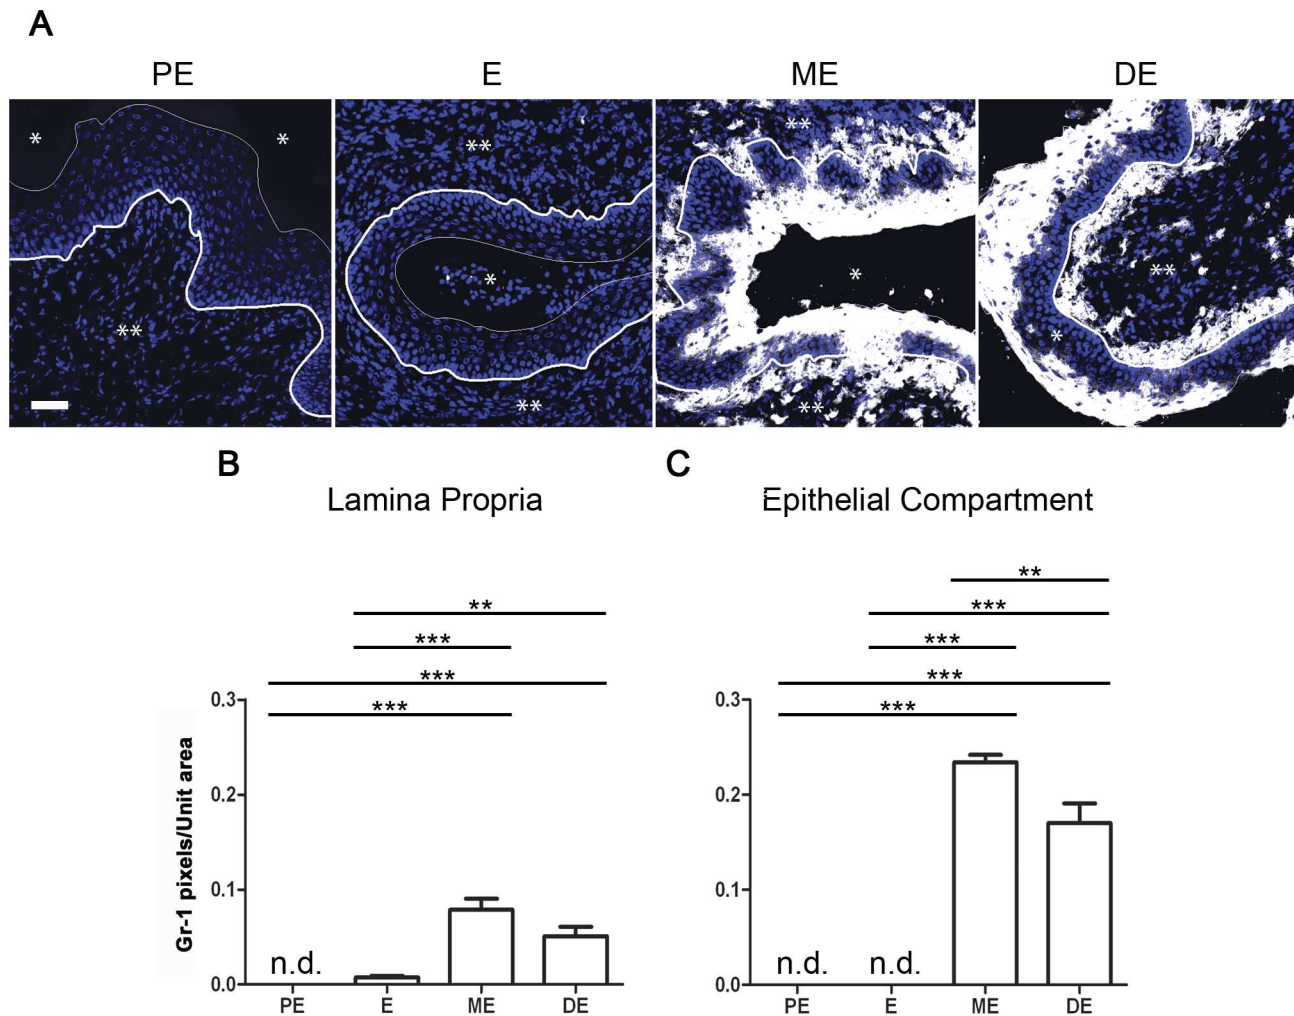 A
PE E ME DE
* * ** ** * ** ** * ** ** *
B
Lamina Propria
C
Epithelial Compartment
**
***
***
***
**
***
***
***
***
Gr-1 pixels/Unit area
0.3
0.2
0.1
0.0
n.d.
PE E ME DE
0.3
0.2
0.1
0.0
n.d. n.d.
PE E ME DE